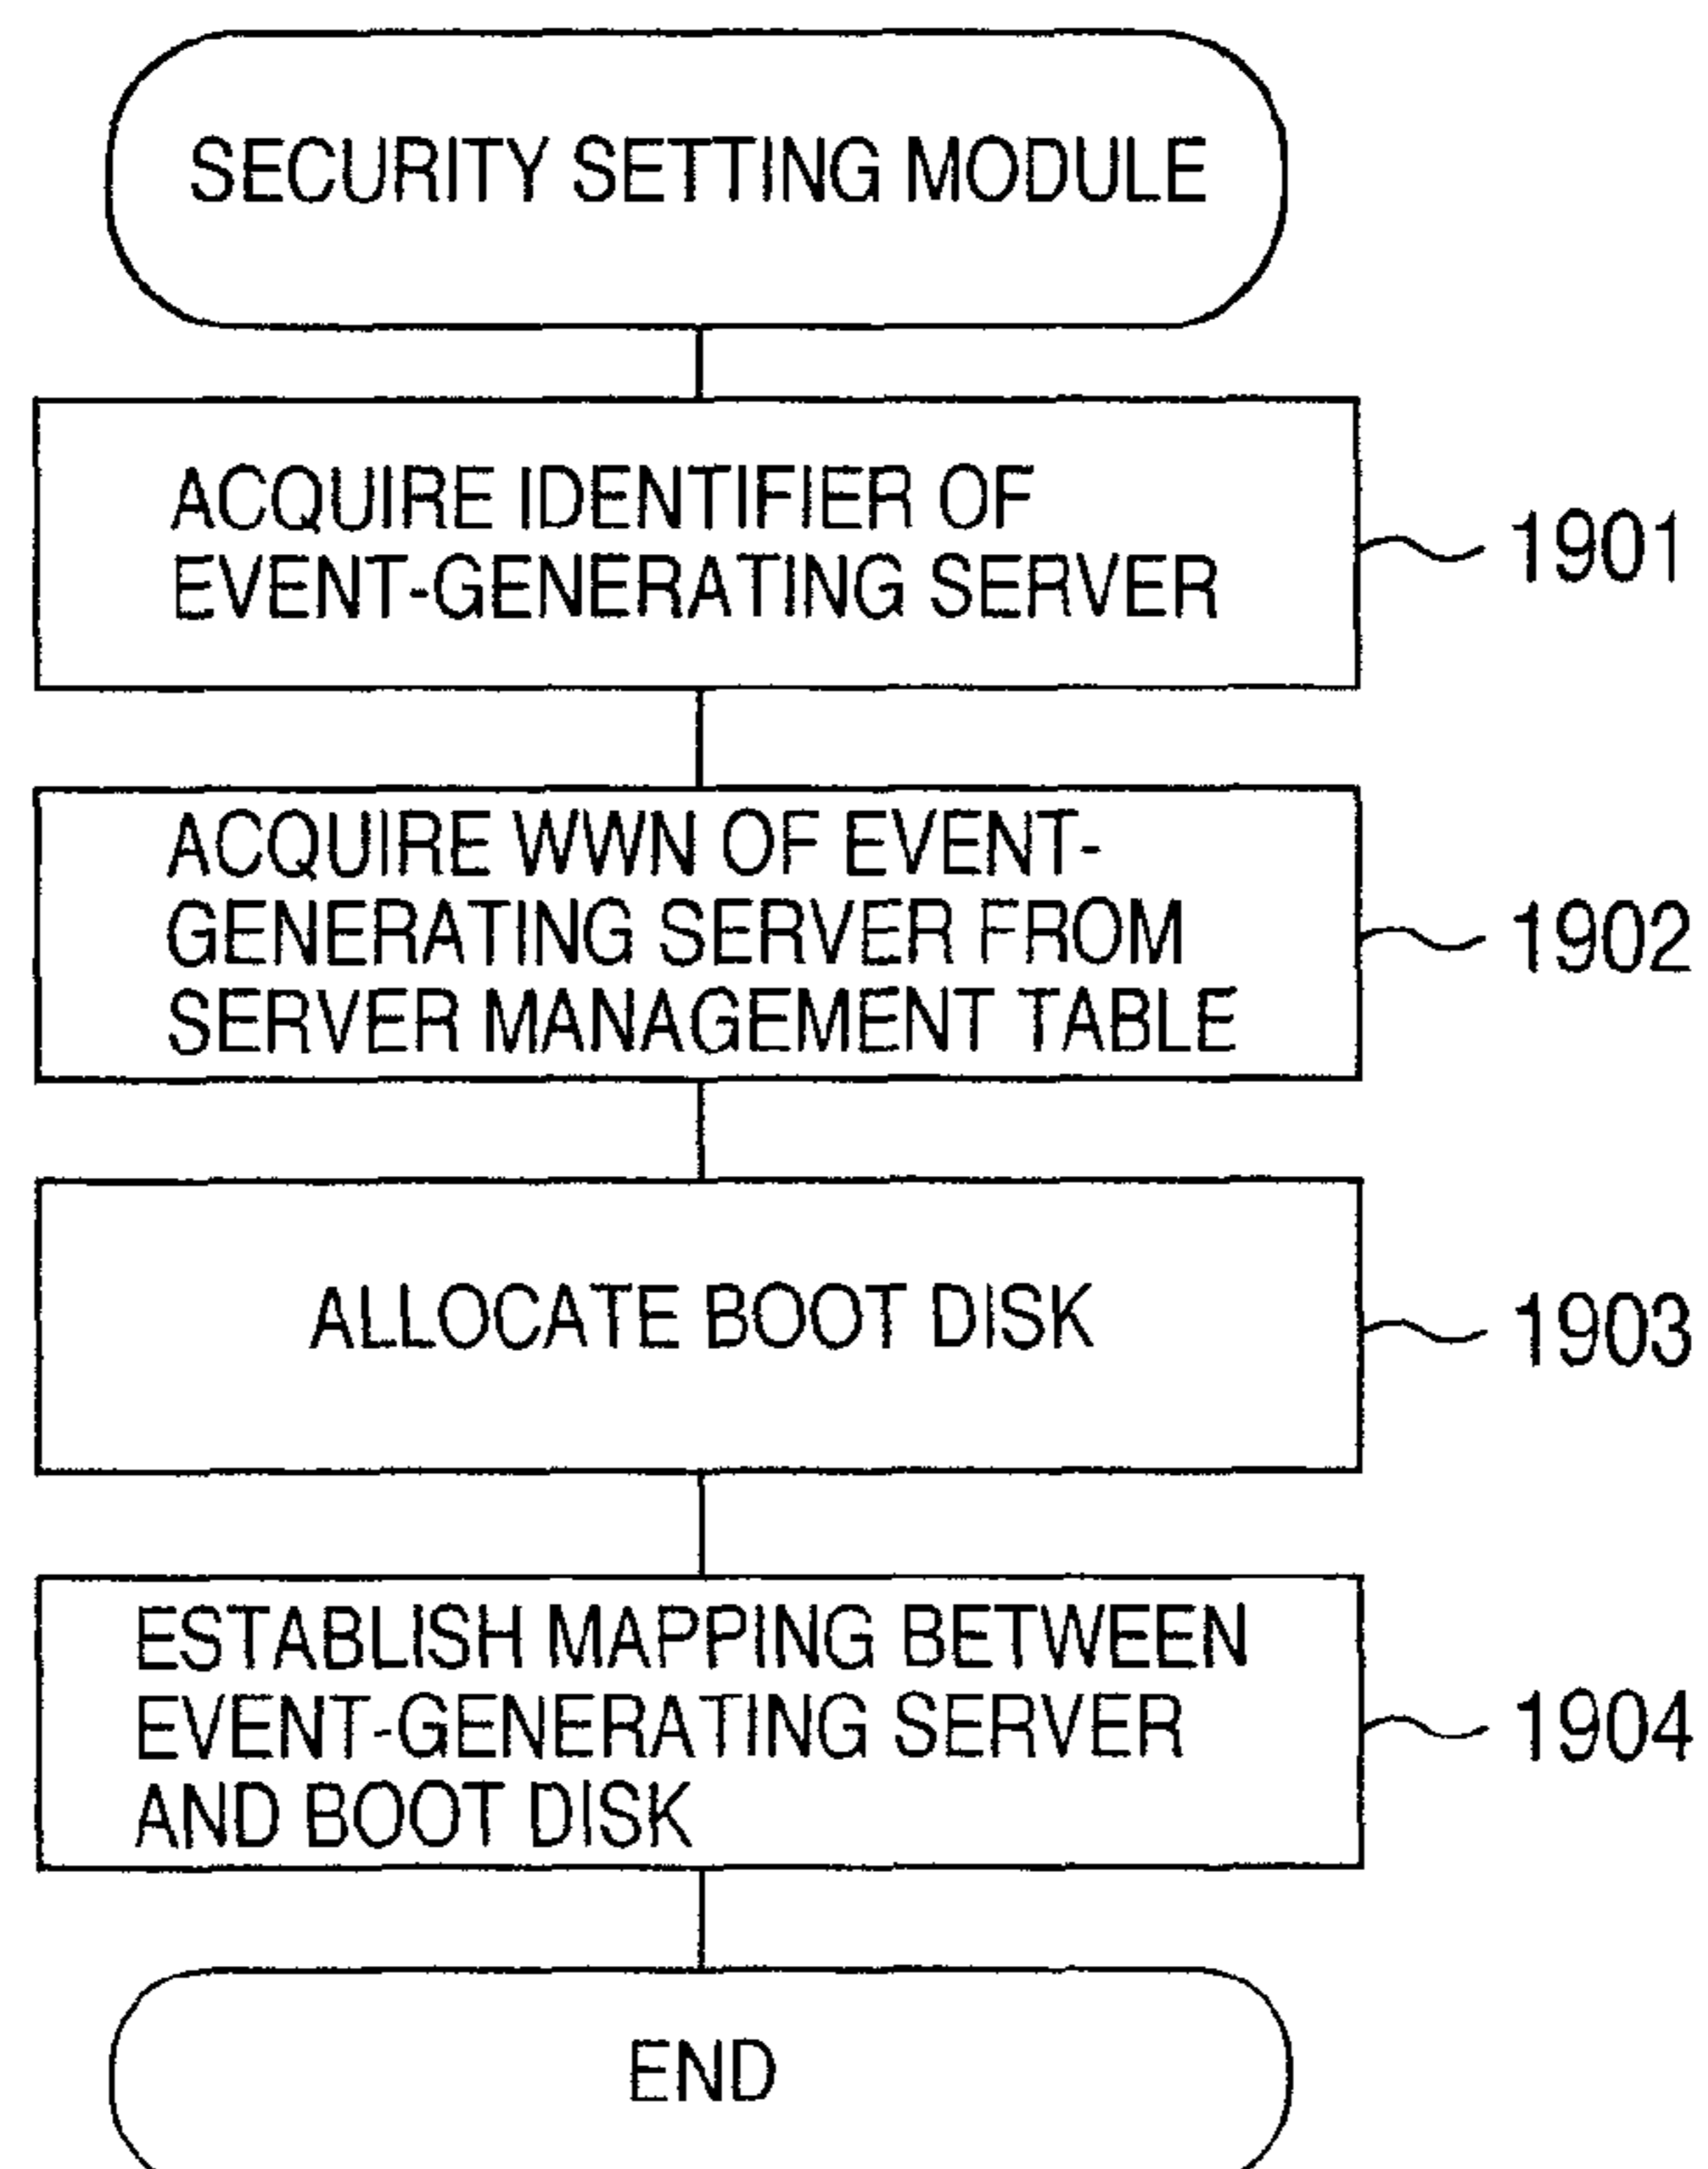 SECURITY SETTING MODULE
ACQUIRE IDENTIFIER OF
EVENT-GENERATING SERVER
1901
ACQUIRE WWN OF EVENT-
GENERATING SERVER FROM
SERVER MANAGEMENT TABLE
1902
ALLOCATE BOOT DISK
1903
ESTABLISH MAPPING BETWEEN
EVENT-GENERATING SERVER
AND BOOT DISK
1904
END